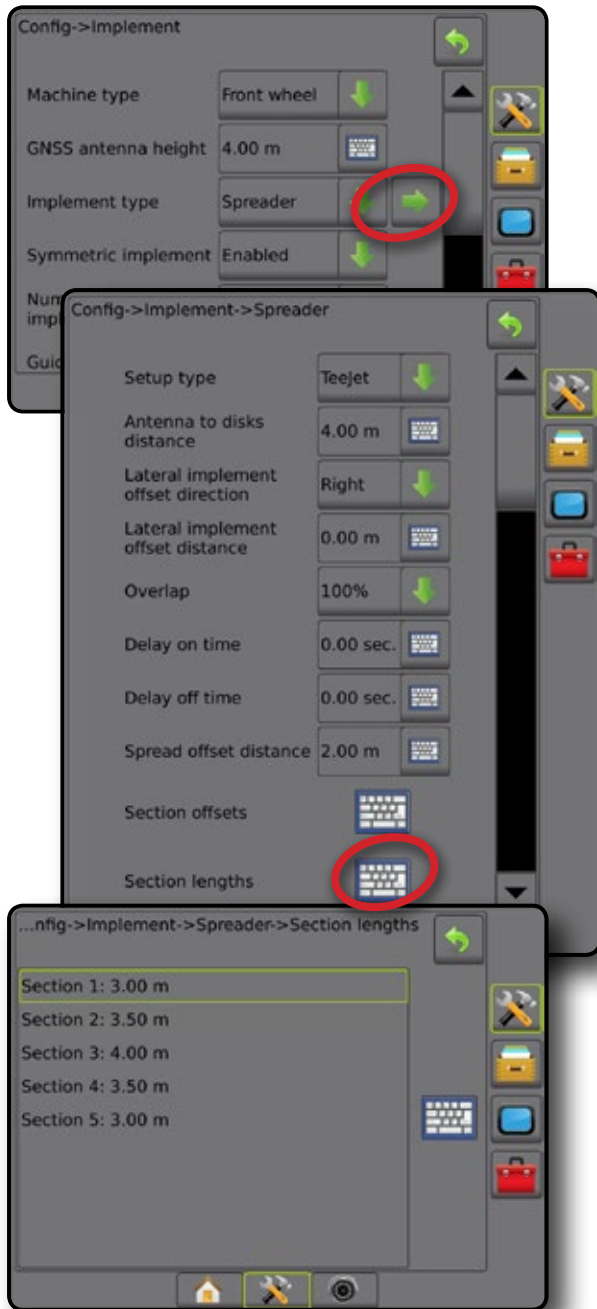 Config->Implement
Machine type Front wheel
GNSS antenna height 4.00 m
Implement type Spreader
Symmetric implement Enabled
Config->Implement->Spreader
Setup type TeeJet
Antenna to disks
distance 4.00 m
Lateral implement
offset direction Right
Lateral implement
offset distance 0.00 m
Overlap 100%
Delay on time 0.00 sec.
Delay off time 0.00 sec.
Spread offset distance 2.00 m
Section offsets
Section lengths
...nfig->Implement->Spreader->Section lengths
Section 1: 3.00 m
Section 2: 3.50 m
Section 3: 4.00 m
Section 4: 3.50 m
Section 5: 3.00 m